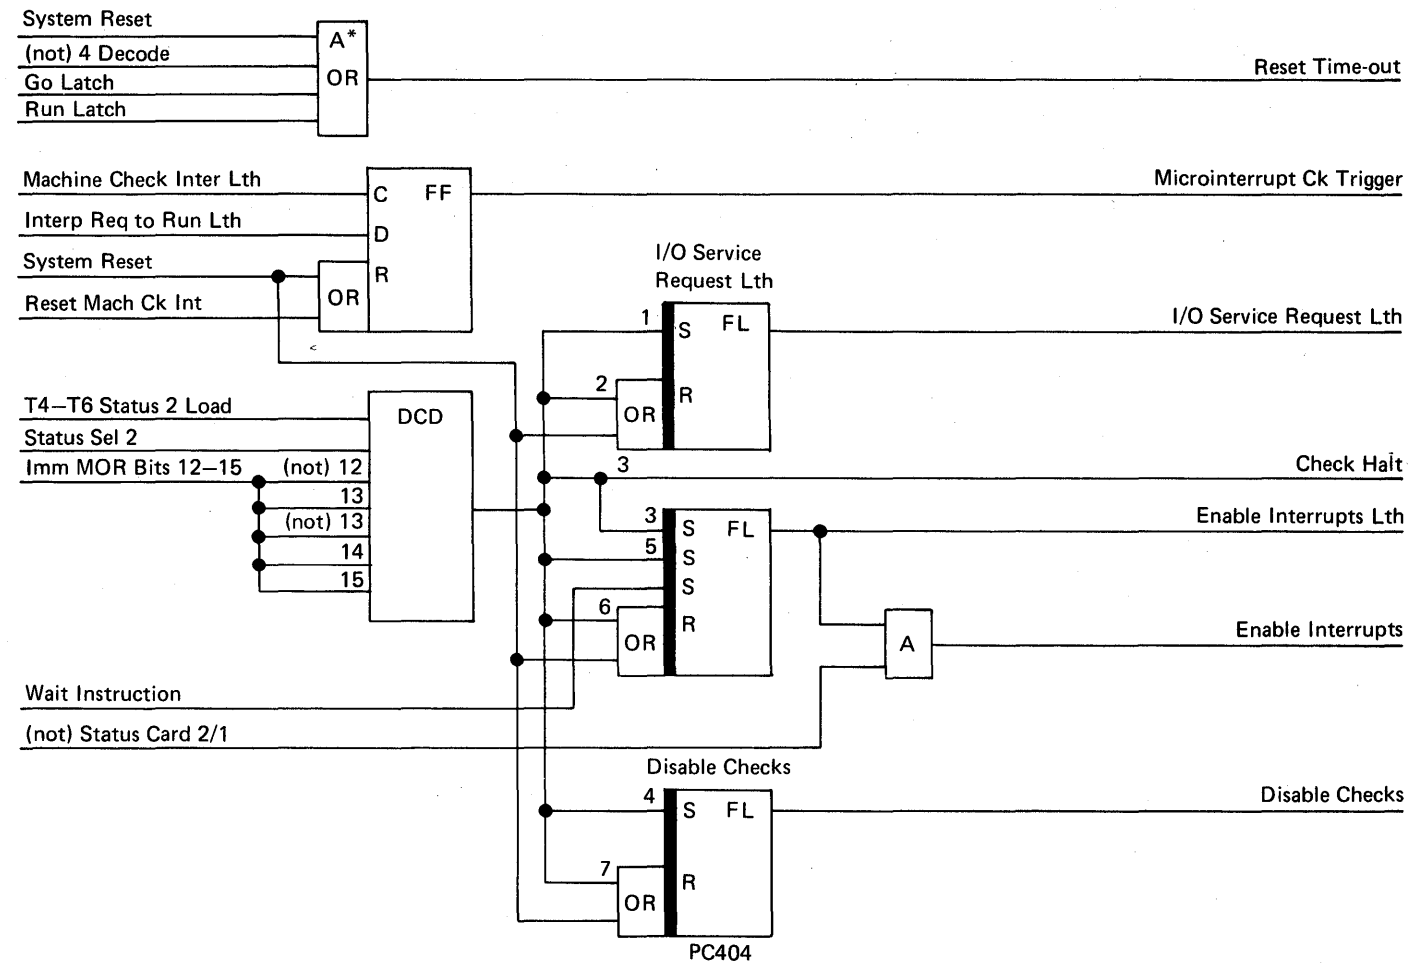 System Reset
(not) 4 Decode
Go Latch
Run Latch
A*
OR
Reset Time-out
Machine Check Inter Lth
Interp Req to Run Lth
System Reset
Reset Mach Ck Int
C FF
D
R
OR
Microinterrupt Ck Trigger
I/O Service
Request Lth
1
S FL
2
R
OR
I/O Service Request Lth
T4–T6 Status 2 Load
Status Sel 2
Imm MOR Bits 12–15
(not) 12
13
(not) 13
14
15
DCD
3
Check Halt
3
S FL
5
S
S
6
R
OR
Enable Interrupts Lth
A
Enable Interrupts
Wait Instruction
(not) Status Card 2/1
Disable Checks
4
S FL
7
R
OR
Disable Checks
PC404